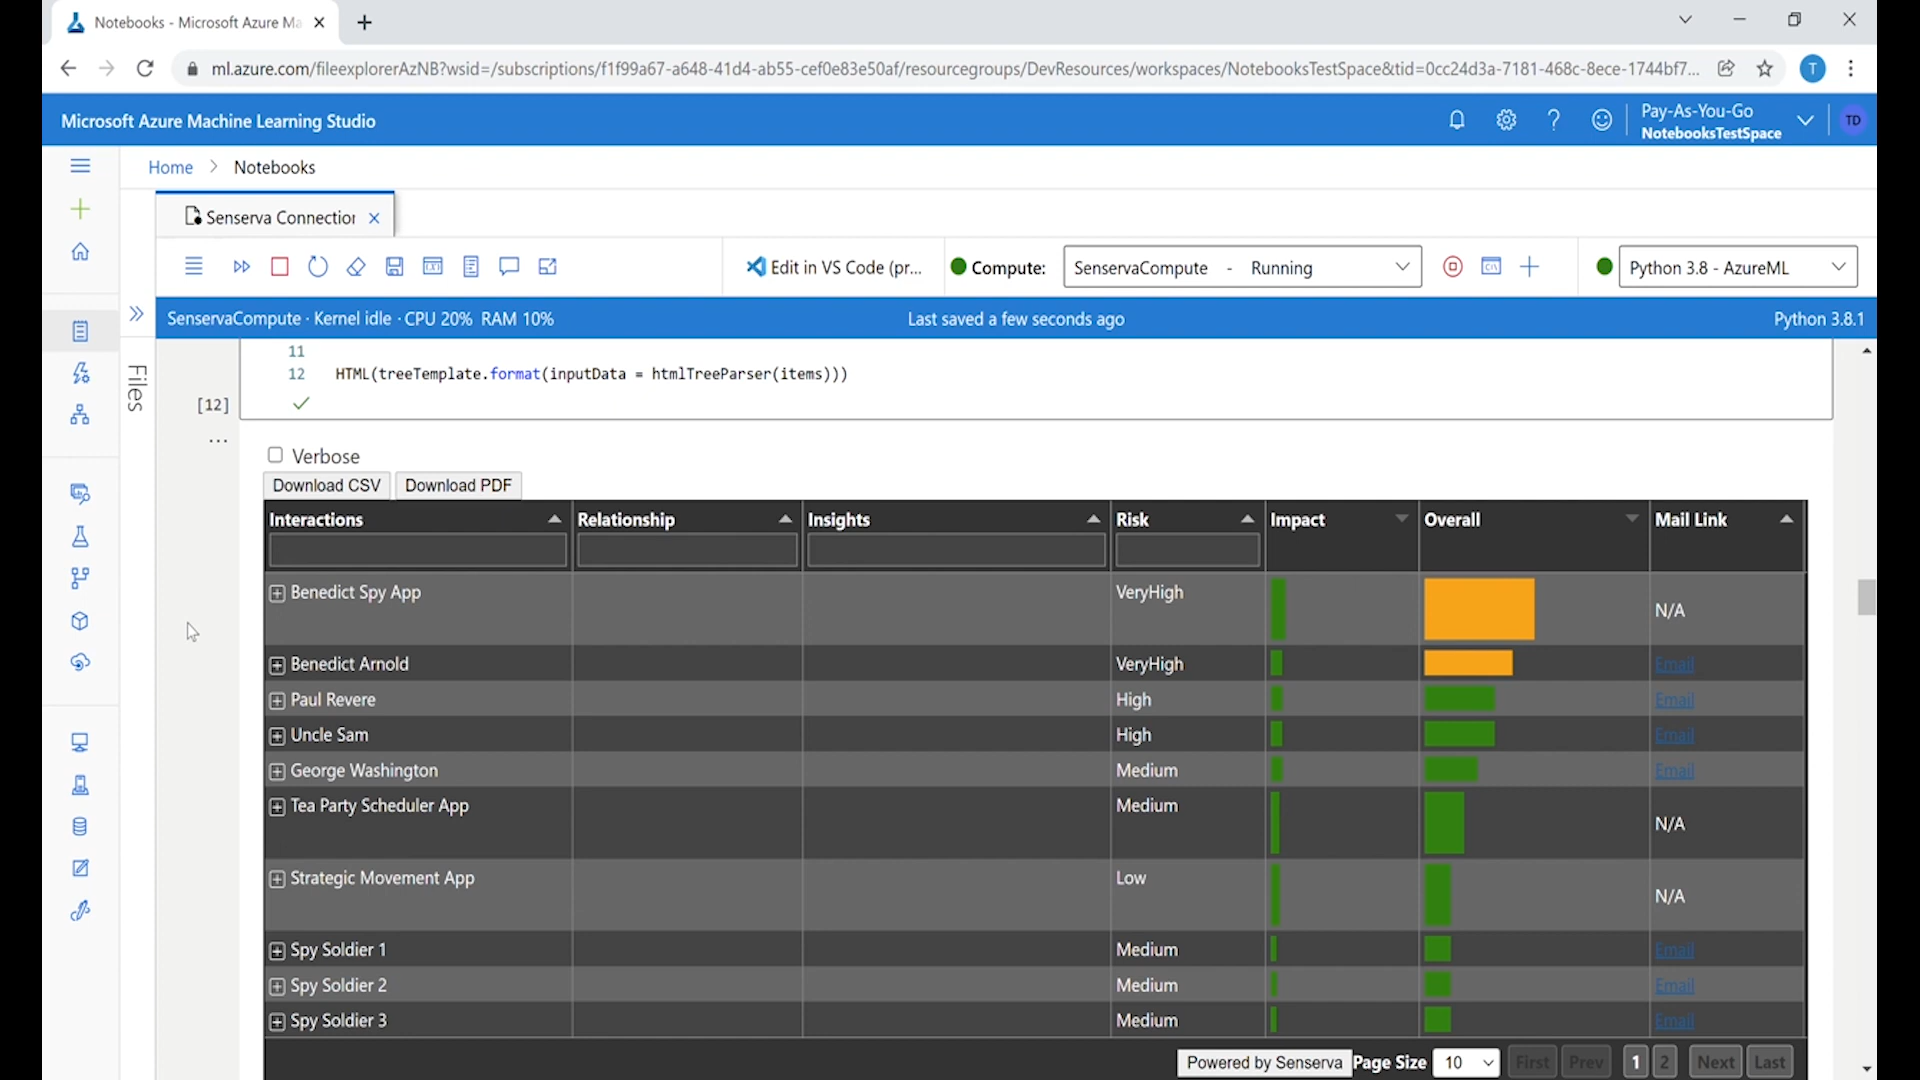 Notebooks - Microsoft Azure Ma
ml.azure.com/fileexplorerAzNB?wsid=/subscriptions/f1f99a67-a648-41d4-ab55-cef0e83e50af/resourcegroups/DevResources/workspaces/NotebooksTestSpace&tid=0cc24d3a-7181-468c-8ece-1744bf7...
T
Microsoft Azure Machine Learning Studio
Pay-As-You-Go
NotebooksTestSpace
TD
Home > Notebooks
Senserva Connection
Edit in VS Code (pr...
Compute:
SenservaCompute - Running
Python 3.8 - AzureML
SenservaCompute · Kernel idle · CPU 20% RAM 10%
Last saved a few seconds ago
Python 3.8.1
Files
11
12 HTML(treeTemplate.format(inputData = htmlTreeParser(items)))
[12]
...
Verbose
Download CSV
Download PDF
Interactions Relationship Insights Risk Impact Overall Mail Link
Benedict Spy App VeryHigh N/A
Benedict Arnold VeryHigh Email
Paul Revere High Email
Uncle Sam High Email
George Washington Medium Email
Tea Party Scheduler App Medium N/A
Strategic Movement App Low N/A
Spy Soldier 1 Medium Email
Spy Soldier 2 Medium Email
Spy Soldier 3 Medium Email
Powered by Senserva Page Size 10 First Prev 1 2 Next Last